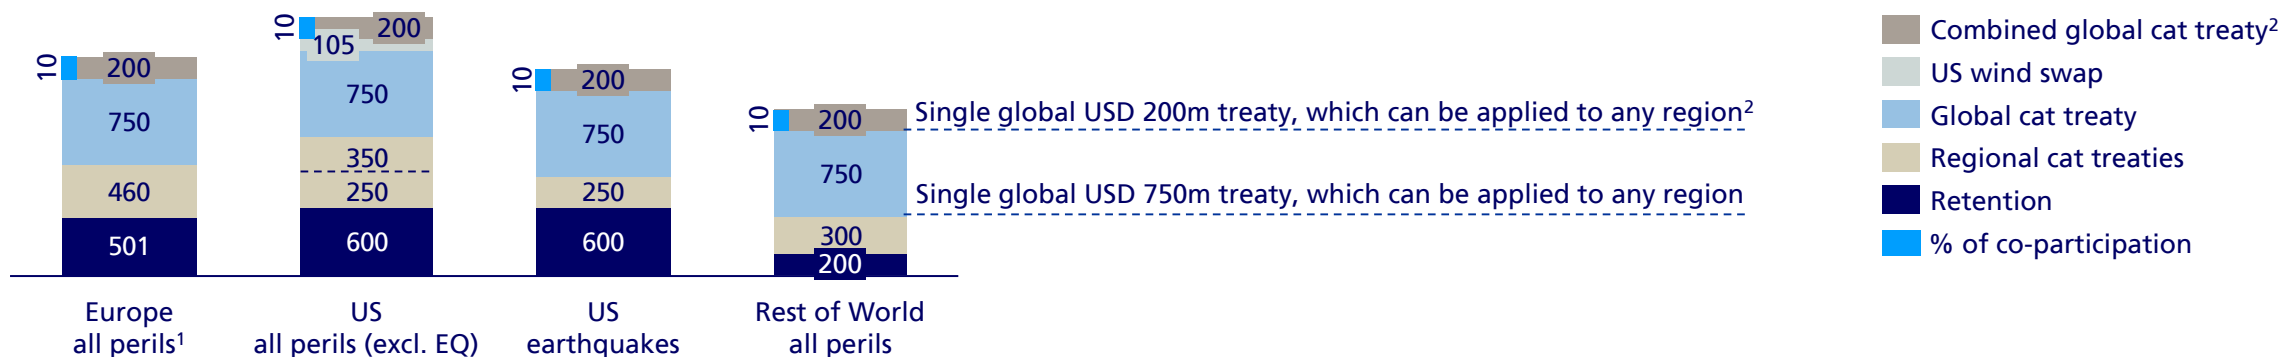 10
200
750
460
501
Europe
all perils¹
10
200
105
750
350
250
600
US
all perils (excl. EQ)
10
200
750
250
600
US
earthquakes
10
200
750
300
200
Rest of World
all perils
Single global USD 200m treaty, which can be applied to any region²
Single global USD 750m treaty, which can be applied to any region
Combined global cat treaty²
US wind swap
Global cat treaty
Regional cat treaties
Retention
% of co-participation